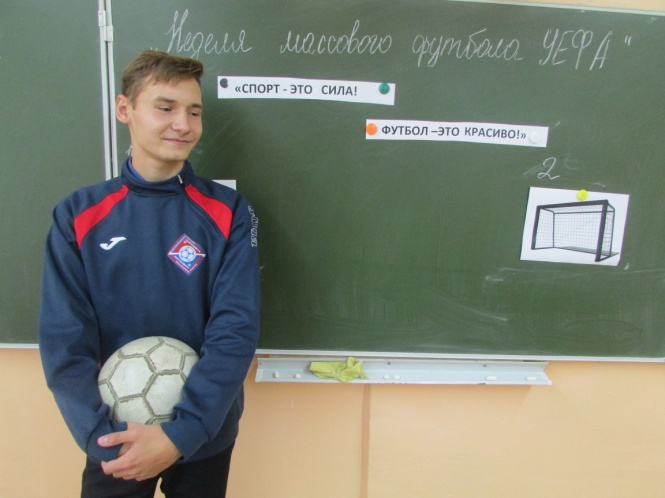 „Неделя массового футбола УЕФА"
«СПОРТ - ЭТО СИЛА!
ФУТБОЛ –ЭТО КРАСИВО!»
2